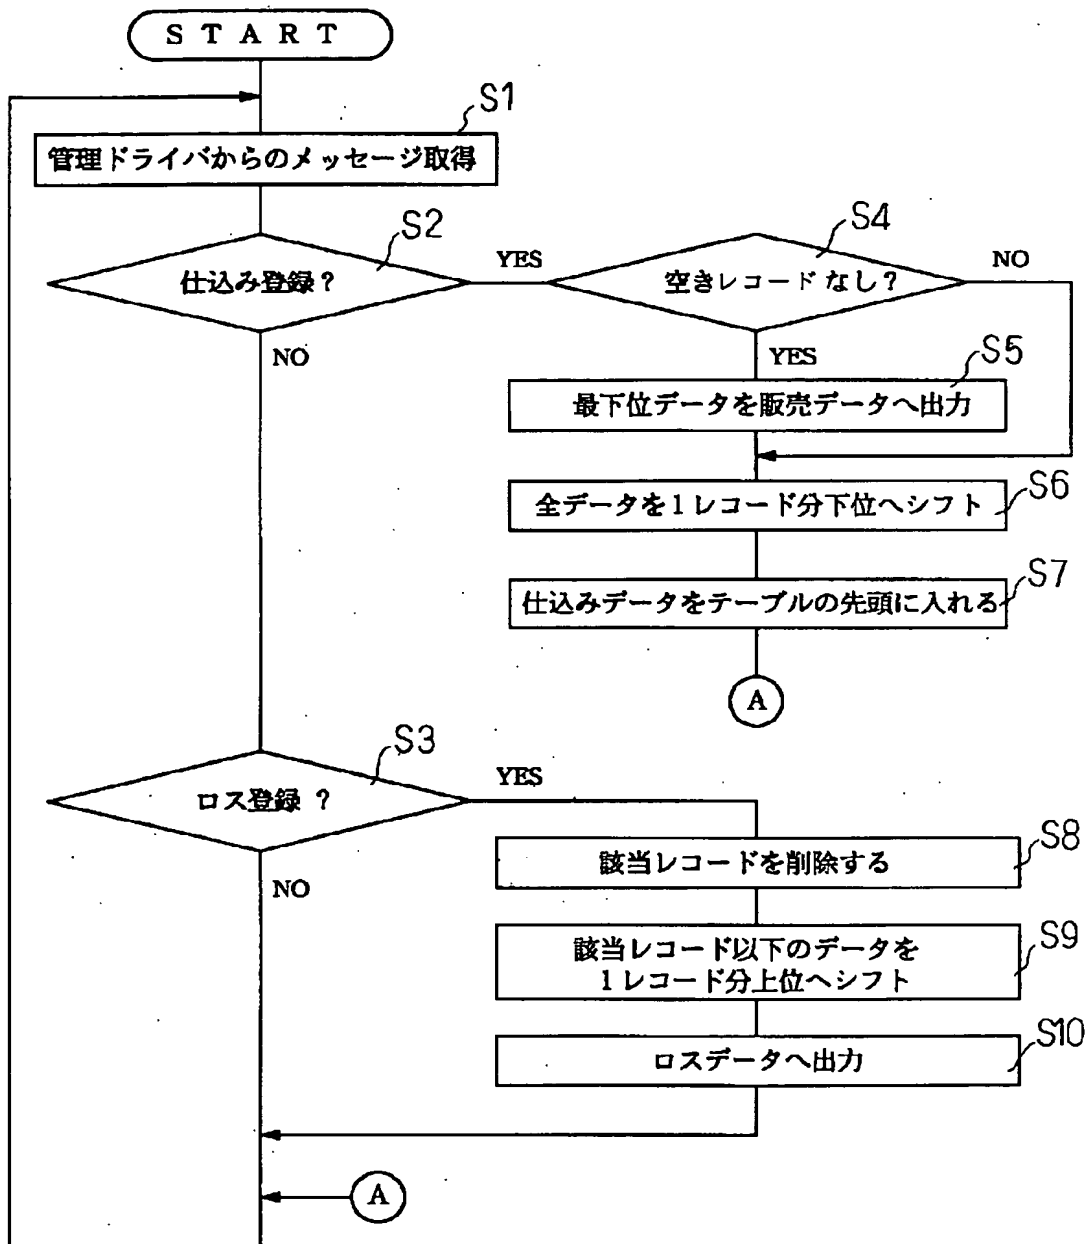 START
S1
管理ドライバからのメッセージ取得
S2
仕込み登録?
YES
NO
S4
空きレコードなし?
NO
YES
S5
最下位データを販売データへ出力
S6
全データを1レコード分下位へシフト
S7
仕込みデータをテーブルの先頭に入れる
A
S3
ロス登録 ?
YES
NO
S8
該当レコードを削除する
S9
該当レコード以下のデータを
1レコード分上位へシフト
S10
ロスデータへ出力
A